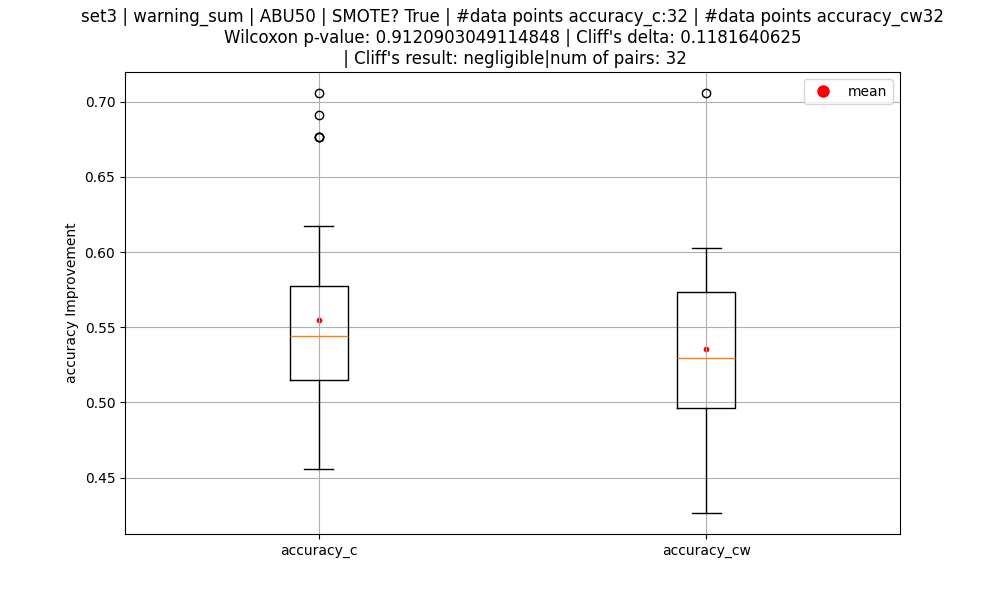 set3 | warning_sum | ABU50 | SMOTE? True | #data points accuracy_c:32 | #data points accuracy_cw32
Wilcoxon p-value: 0.9120903049114848 | Cliff's delta: 0.1181640625
| Cliff's result: negligible|num of pairs: 32
mean
0.70
0.65
0.60
0.55
0.50
0.45
accuracy Improvement
accuracy_c
accuracy_cw